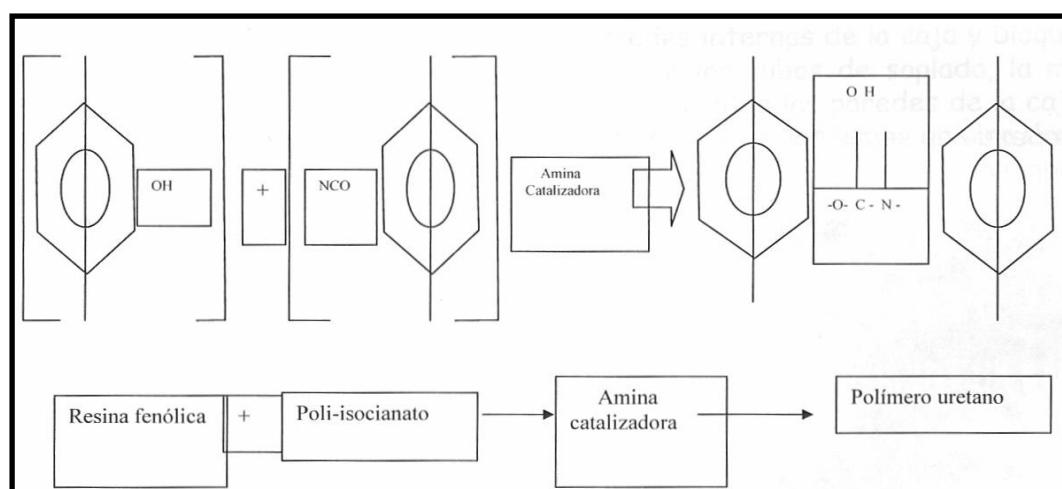 OH
+
NCO
Amina
Catalizadora
O H
-O- C - N -
Resina fenólica
+
Poli-isocianato
Amina
catalizadora
Polímero uretano